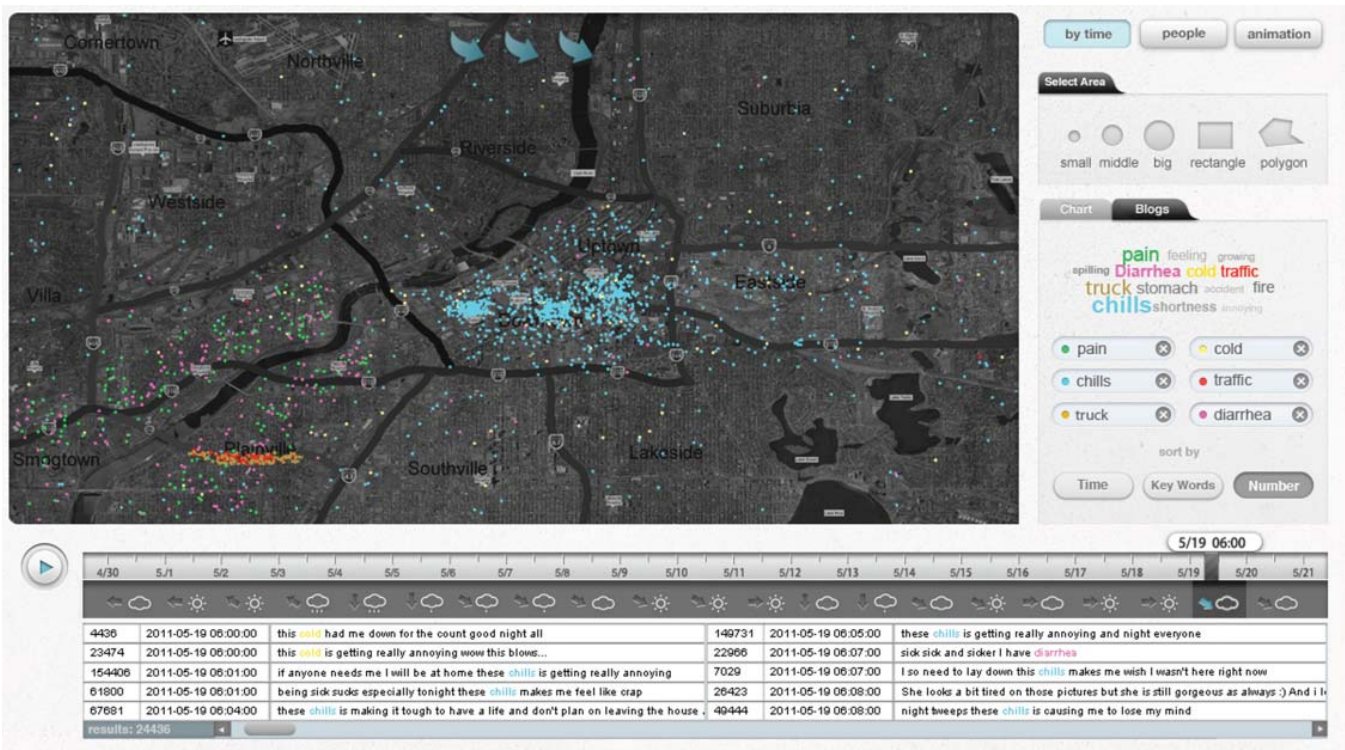 Cornertown
Northville
Suburbia
Riverside
Westside
Uptown
Villa
Eastside
Plainville
Smogtown
Southville
Lakeside
by time
people
animation
Select Area
small
middle
big
rectangle
polygon
Chart
Blogs
pain feeling growing
spilling Diarrhea cold traffic
truck stomach accident fire
chills shortness annoying
pain
cold
chills
traffic
truck
diarrhea
sort by
Time
Key Words
Number
5/19 06:00
4/30 5/1 5/2 5/3 5/4 5/5 5/6 5/7 5/8 5/9 5/10 5/11 5/12 5/13 5/14 5/15 5/16 5/17 5/18 5/19 5/20 5/21
4436 2011-05-19 06:00:00 this cold had me down for the count good night all
149731 2011-05-19 06:05:00 these chills is getting really annoying and night everyone
23474 2011-05-19 06:00:00 this cold is getting really annoying wow this blows...
22966 2011-05-19 06:07:00 sick sick and sicker I have diarrhea
154406 2011-05-19 06:01:00 if anyone needs me I will be at home these chills is getting really annoying
7029 2011-05-19 06:07:00 I so need to lay down this chills makes me wish I wasn't here right now
61800 2011-05-19 06:01:00 being sick sucks especially tonight these chills makes me feel like crap
26423 2011-05-19 06:08:00 She looks a bit tired on those pictures but she is still gorgeous as always :) And i
67681 2011-05-19 06:04:00 these chills is making it tough to have a life and don't plan on leaving the house
49444 2011-05-19 06:08:00 night tweeps these chills is causing me to lose my mind
results: 24436